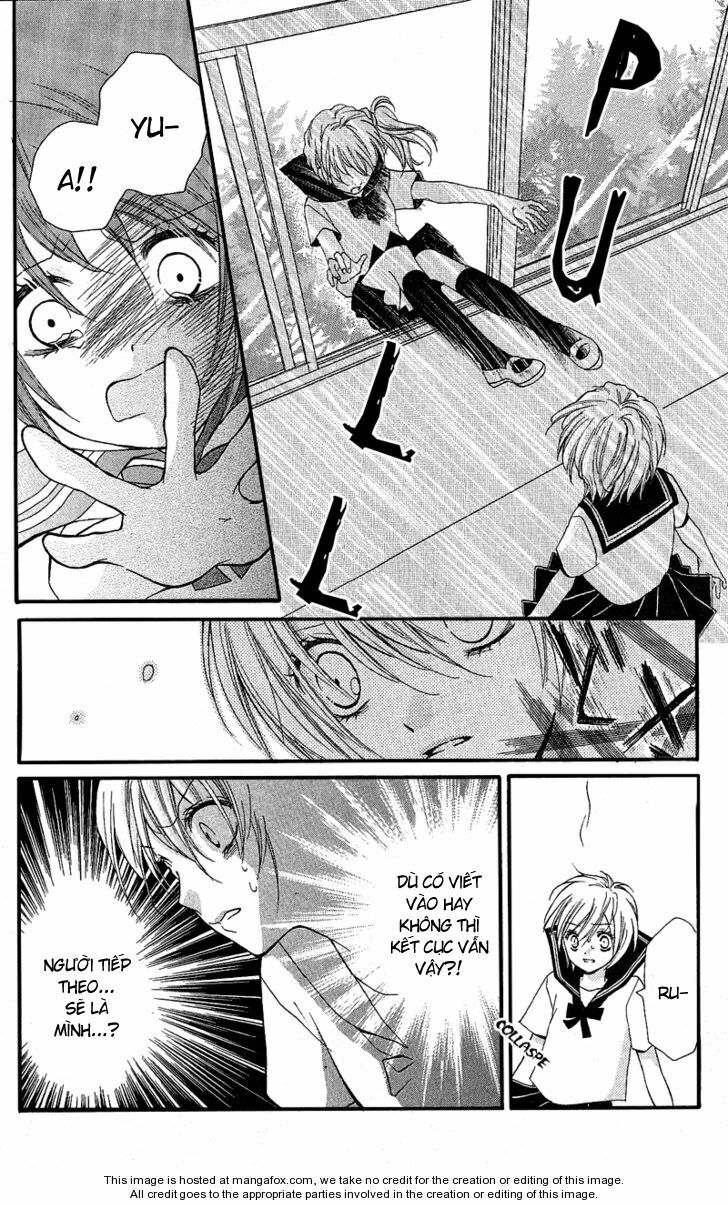 YU-
A!!
P
U
L
L
DÙ CÓ VIẾT
VÀO HAY
KHÔNG THÌ
KẾT CỤC VẪN
VẬY?!
NGƯỜI TIẾP
THEO...
SẼ LÀ
MÌNH...?
RU-
COLLASPE
This image is hosted at mangafox.com, we take no credit for the creation or editing of this image.
All credit goes to the appropriate parties involved in the creation or editing of this image.